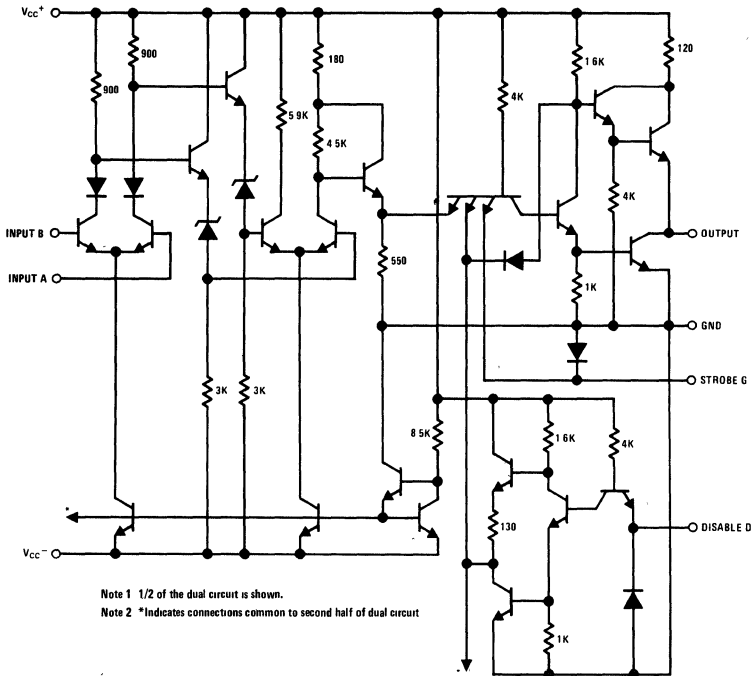 VCC+
900
900
180
5 9K
4 5K
4K
1 6K
120
4K
INPUT B
OUTPUT
INPUT A
550
1K
GND
STROBE G
3K
3K
8 5K
1 6K
4K
*
130
DISABLE D
VCC-
1K
Note 1 1/2 of the dual circuit is shown.
Note 2 *Indicates connections common to second half of dual circuit